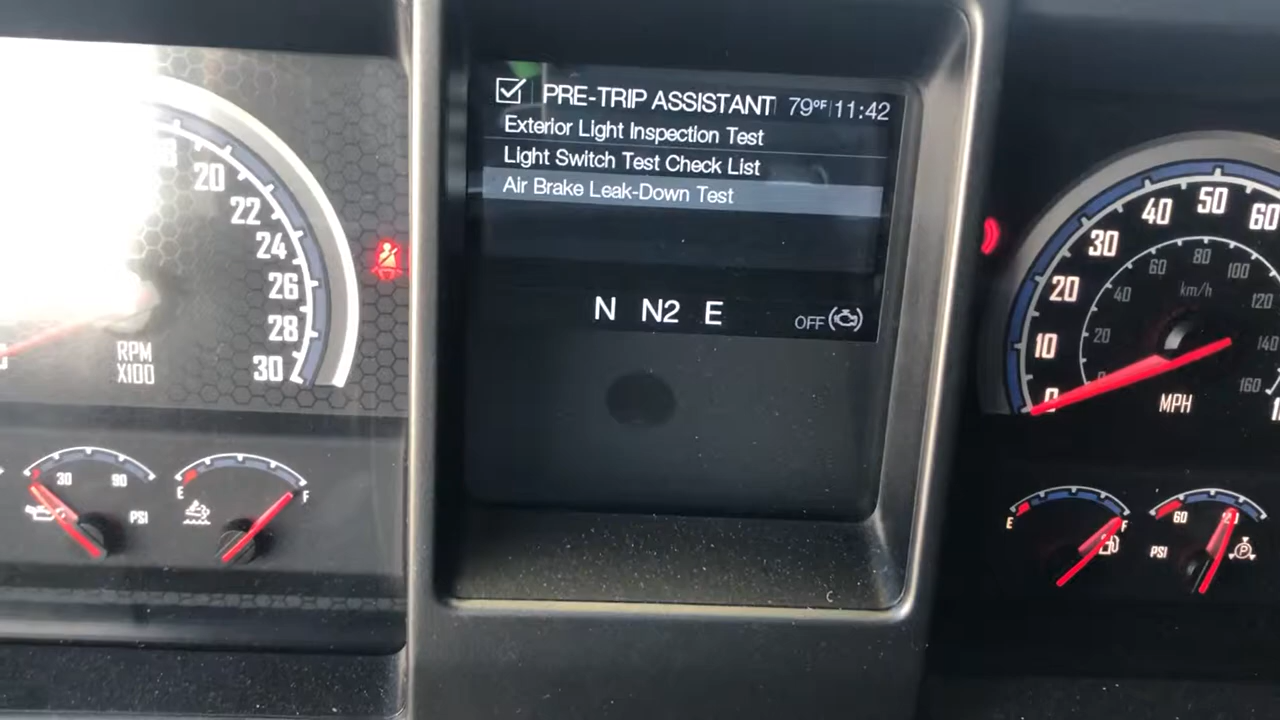 PRE-TRIP ASSISTANT 79°F 11:42
Exterior Light Inspection Test
Light Switch Test Check List
Air Brake Leak-Down Test
N N2 E
OFF
20
22
24
26
28
30
RPM
X100
30 90
PSI
E F
0 10 20 30 40 50 60
20 40 60 80 100 120 140 160
km/h
MPH
E F
60 120
PSI